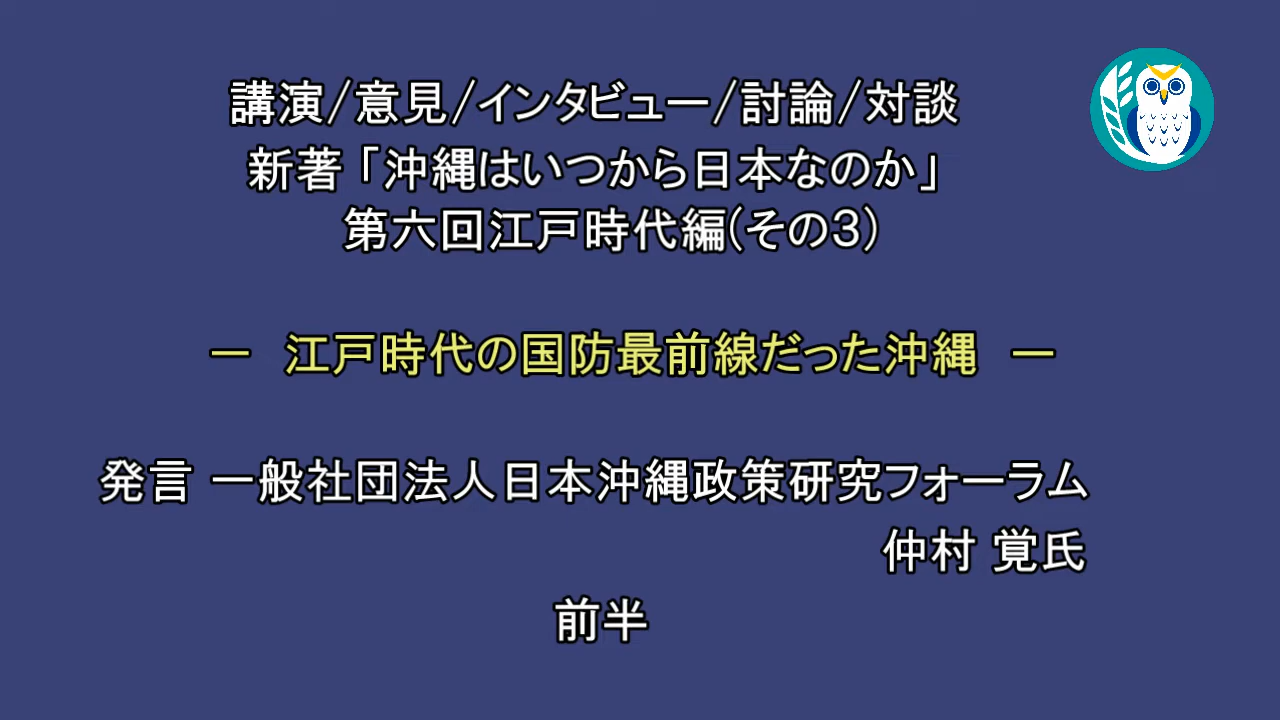 講演/意見/インタビュー/討論/対談
新著「沖縄はいつから日本なのか」
第六回江戸時代編(その3)
ー 江戸時代の国防最前線だった沖縄 ー
発言 一般社団法人日本沖縄政策研究フォーラム
仲村 覚氏
前半